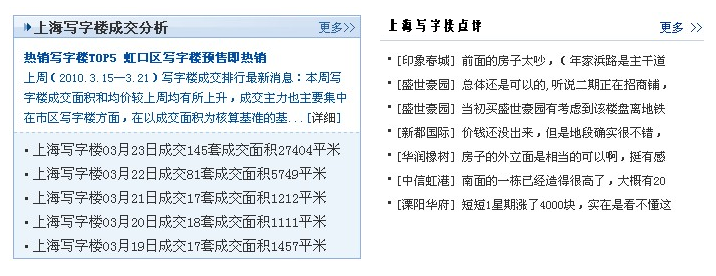 上海写字楼成交分析 更多>>
热销写字楼TOP5 虹口区写字楼预售即热销
上周（2010.3.15—3.21）写字楼成交排行最新消息：本周写
字楼成交面积和均价较上周均有所上升，成交主力也主要集中
在市区写字楼方面，在以成交面积为核算基准的基...[详细]
上海写字楼03月23日成交145套成交面积27404平米
上海写字楼03月22日成交81套成交面积5749平米
上海写字楼03月21日成交17套成交面积1212平米
上海写字楼03月20日成交18套成交面积1111平米
上海写字楼03月19日成交17套成交面积1457平米
上海写字楼点评 更多 >>
[印象春城] 前面的房子太吵，（年家浜路是主干道
[盛世豪园] 总体还是可以的,听说二期正在招商铺，
[盛世豪园] 当初买盛世豪园有考虑到该楼盘离地铁
[新都国际] 价钱还没出来，但是地段确实很不错，
[华润橡树] 房子的外立面是相当的可以啊，挺有感
[中信虹港] 南面的一栋已经造得很高了，大概有20
[溧阳华府] 短短1星期涨了4000块，实在是看不懂这